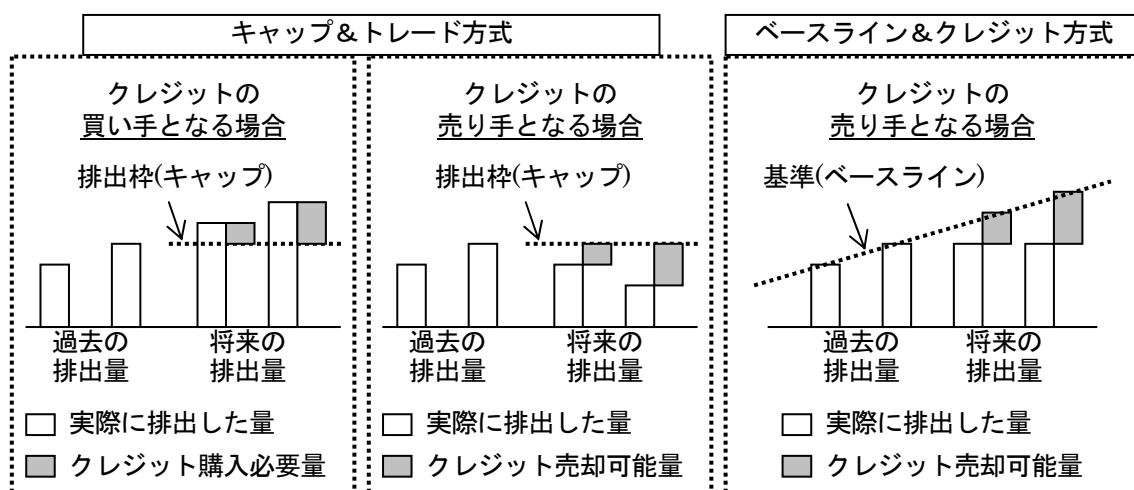 キャップ＆トレード方式
クレジットの
買い手となる場合
排出枠(キャップ)
過去の
排出量
将来の
排出量
実際に排出した量
クレジット購入必要量
クレジットの
売り手となる場合
排出枠(キャップ)
過去の
排出量
将来の
排出量
実際に排出した量
クレジット売却可能量
ベースライン＆クレジット方式
クレジットの
売り手となる場合
基準(ベースライン)
過去の
排出量
将来の
排出量
実際に排出した量
クレジット売却可能量